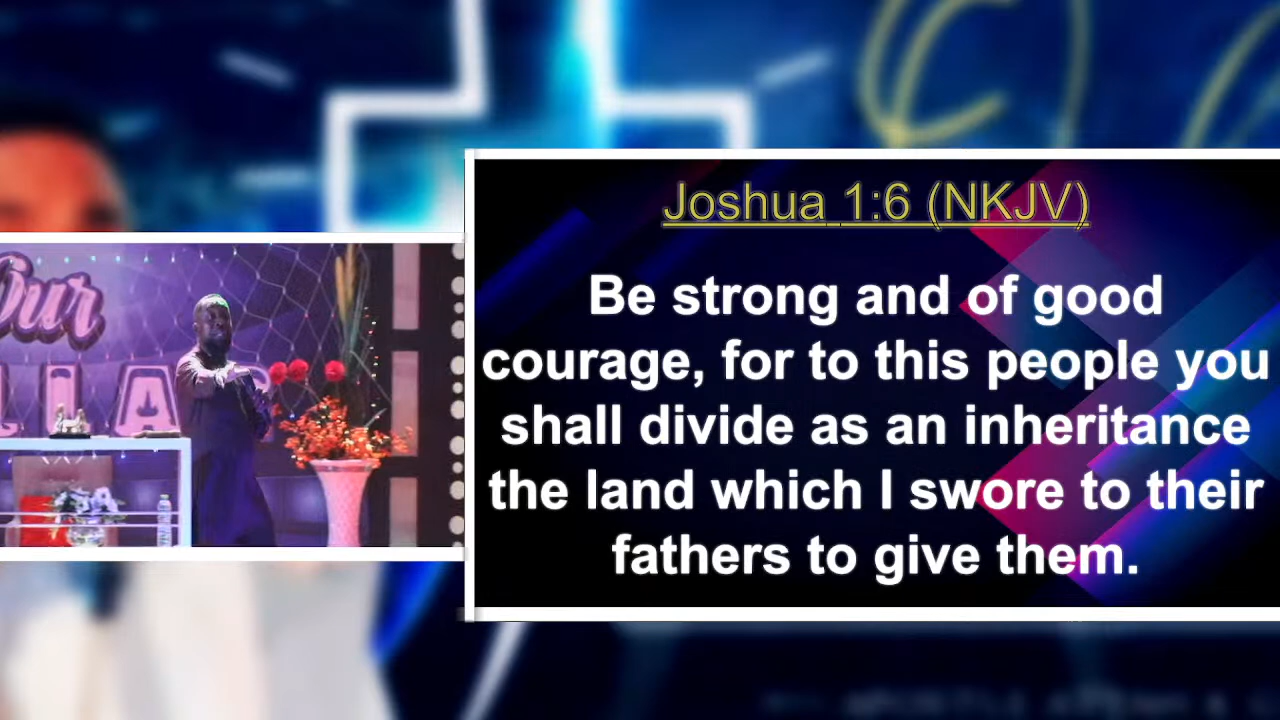 Our
Joshua 1:6 (NKJV)
Be strong and of good
courage, for to this people you
shall divide as an inheritance
the land which I swore to their
fathers to give them.